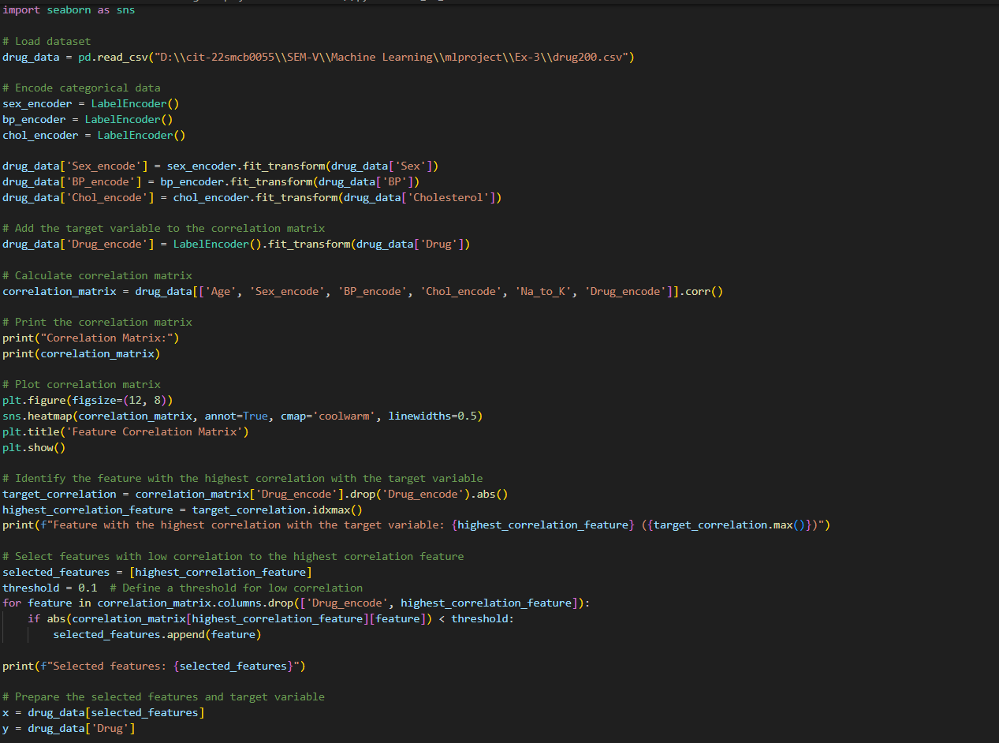 import seaborn as sns
# Load dataset
drug_data = pd.read_csv("D:\\cit-22smcb0055\\SEM-V\\Machine Learning\\mlproject\\Ex-3\\drug200.csv")
# Encode categorical data
sex_encoder = LabelEncoder()
bp_encoder = LabelEncoder()
chol_encoder = LabelEncoder()
drug_data['Sex_encode'] = sex_encoder.fit_transform(drug_data['Sex'])
drug_data['BP_encode'] = bp_encoder.fit_transform(drug_data['BP'])
drug_data['Chol_encode'] = chol_encoder.fit_transform(drug_data['Cholesterol'])
# Add the target variable to the correlation matrix
drug_data['Drug_encode'] = LabelEncoder().fit_transform(drug_data['Drug'])
# Calculate correlation matrix
correlation_matrix = drug_data[['Age', 'Sex_encode', 'BP_encode', 'Chol_encode', 'Na_to_K', 'Drug_encode']].corr()
# Print the correlation matrix
print("Correlation Matrix:")
print(correlation_matrix)
# Plot correlation matrix
plt.figure(figsize=(12, 8))
sns.heatmap(correlation_matrix, annot=True, cmap='coolwarm', linewidths=0.5)
plt.title('Feature Correlation Matrix')
plt.show()
# Identify the feature with the highest correlation with the target variable
target_correlation = correlation_matrix['Drug_encode'].drop('Drug_encode').abs()
highest_correlation_feature = target_correlation.idxmax()
print(f"Feature with the highest correlation with the target variable: {highest_correlation_feature} ({target_correlation.max()})")
# Select features with low correlation to the highest correlation feature
selected_features = [highest_correlation_feature]
threshold = 0.1  # Define a threshold for low correlation
for feature in correlation_matrix.columns.drop(['Drug_encode', highest_correlation_feature]):
    if abs(correlation_matrix[highest_correlation_feature][feature]) < threshold:
        selected_features.append(feature)
print(f"Selected features: {selected_features}")
# Prepare the selected features and target variable
x = drug_data[selected_features]
y = drug_data['Drug']